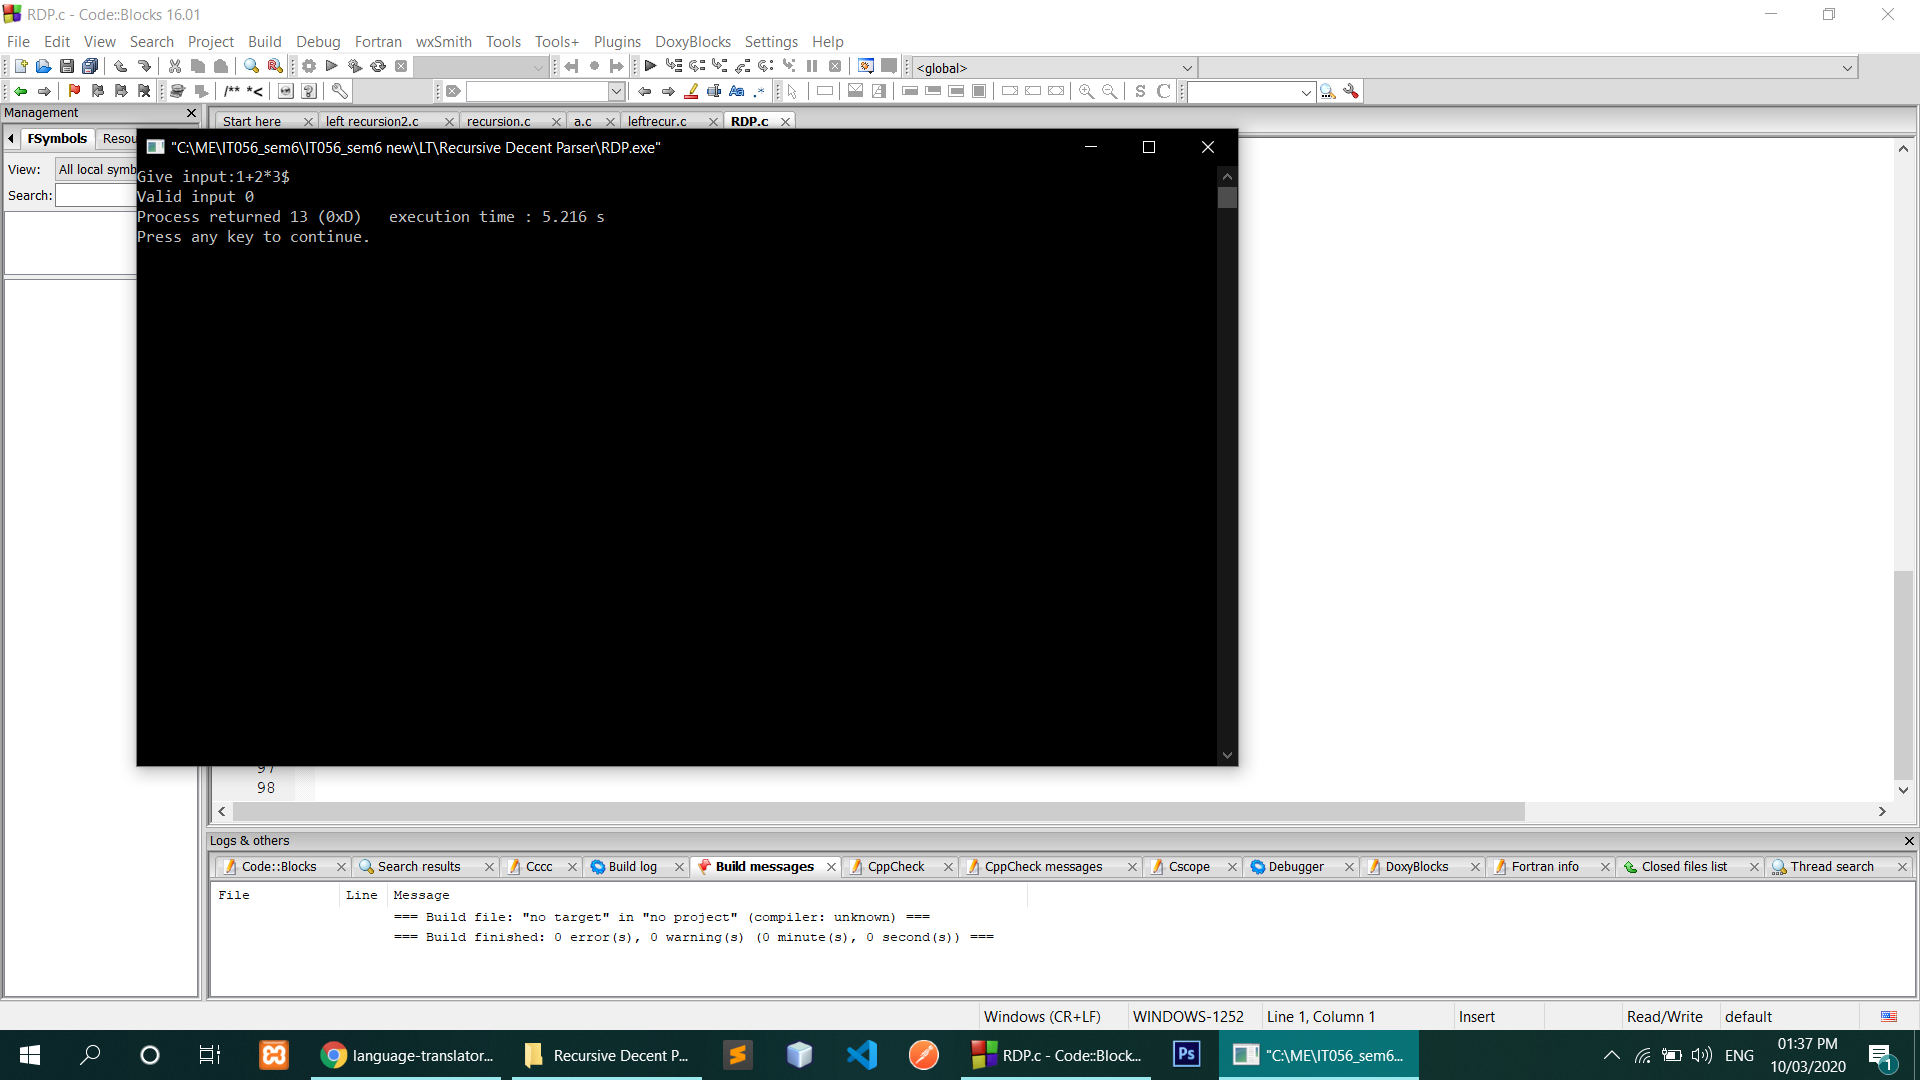 RDP.c - Code::Blocks 16.01
File Edit View Search Project Build Debug Fortran wxSmith Tools Tools+ Plugins DoxyBlocks Settings Help
<global>
/** *<
Aa .*
S C
Management
Start here left recursion2.c recursion.c a.c leftrecur.c RDP.c
FSymbols Resou
View: All local symb
Search:
"C:\ME\IT056_sem6\IT056_sem6 new\LT\Recursive Decent Parser\RDP.exe"
Give input:1+2*3$
Valid input 0
Process returned 13 (0xD)   execution time : 5.216 s
Press any key to continue.
97
98
Logs & others
Code::Blocks Search results Cccc Build log Build messages CppCheck CppCheck messages Cscope Debugger DoxyBlocks Fortran info Closed files list Thread search
File Line Message
=== Build file: "no target" in "no project" (compiler: unknown) ===
=== Build finished: 0 error(s), 0 warning(s) (0 minute(s), 0 second(s)) ===
Windows (CR+LF) WINDOWS-1252 Line 1, Column 1 Insert Read/Write default
language-translator... Recursive Decent P... RDP.c - Code::Block... Ps "C:\ME\IT056_sem6... ENG 01:37 PM
10/03/2020 1